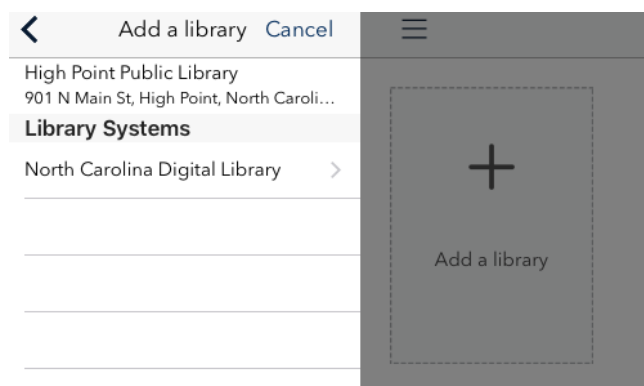 Add a library Cancel
High Point Public Library
901 N Main St, High Point, North Caroli...
Library Systems
North Carolina Digital Library
Add a library